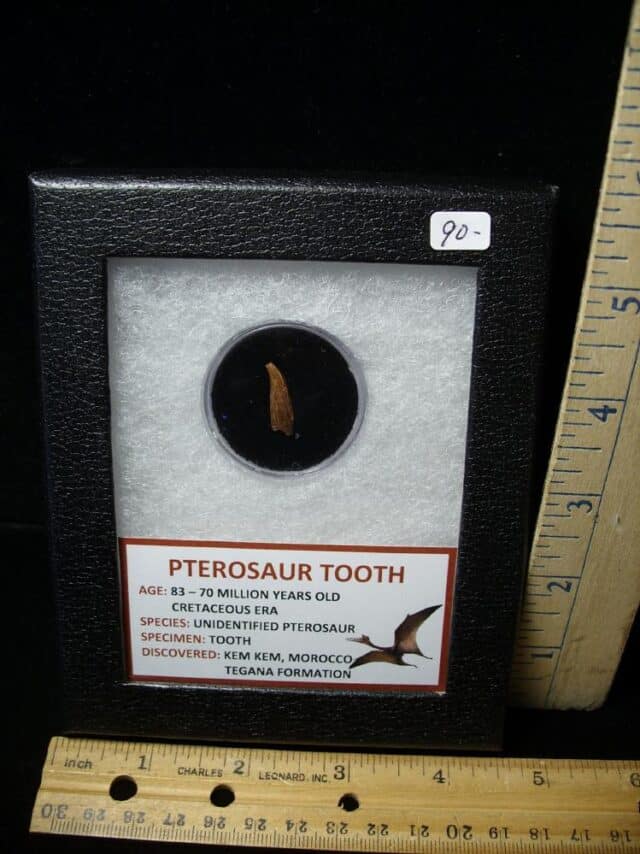 90-
PTEROSAUR TOOTH
AGE: 83 – 70 MILLION YEARS OLD
CRETACEOUS ERA
SPECIES: UNIDENTIFIED PTEROSAUR
SPECIMEN: TOOTH
DISCOVERED: KEM KEM, MOROCCO
TEGANA FORMATION
5
4
3
2
1
inch 1 2 3 4 5 6
CHARLES LEONARD, INC.
30 29 28 27 26 25 24 23 22 21 20 19 18 17 16 15